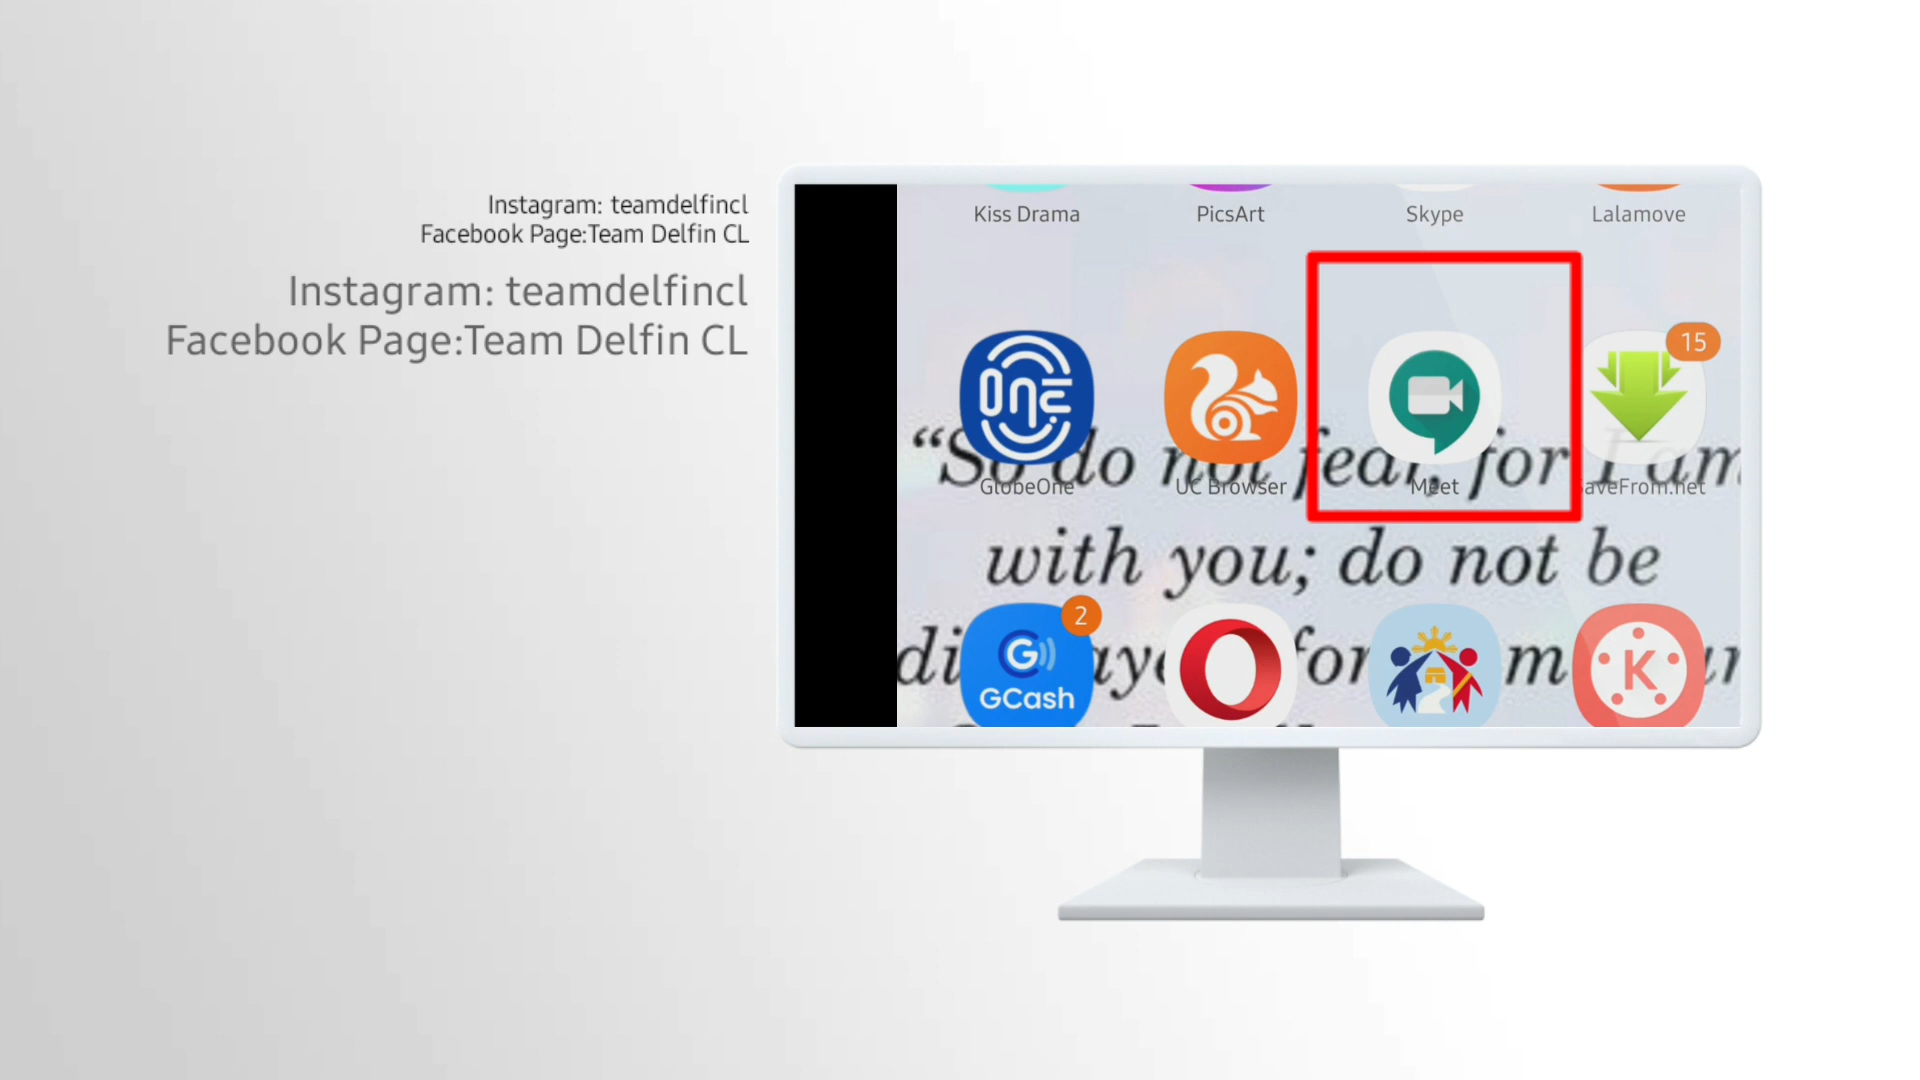 Instagram: teamdelfincl
Facebook Page:Team Delfin CL
Instagram: teamdelfincl
Facebook Page:Team Delfin CL
Kiss Drama
PicsArt
Skype
Lalamove
15
one
GlobeOne
UC Browser
Meet
SaveFrom.net
“So do not fear, for I am
with you; do not be
2
G
GCash
K